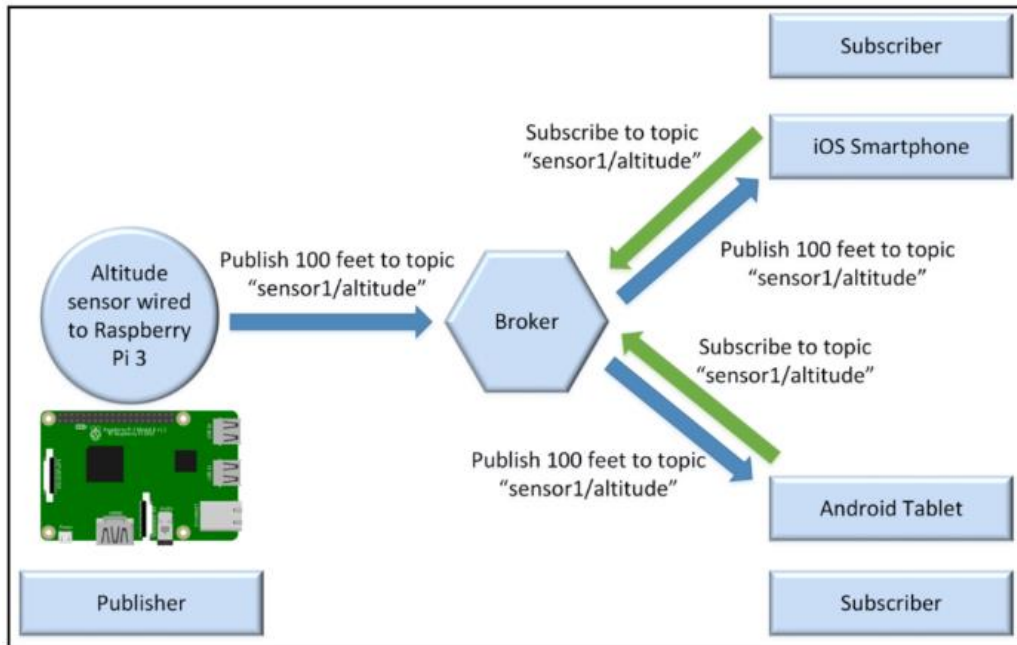 Subscriber
Subscribe to topic
“sensor1/altitude”
iOS Smartphone
Altitude
sensor wired
to Raspberry
Pi 3
Publish 100 feet to topic
“sensor1/altitude”
Broker
Publish 100 feet to topic
“sensor1/altitude”
Subscribe to topic
“sensor1/altitude”
Publish 100 feet to topic
“sensor1/altitude”
Android Tablet
Publisher
Subscriber